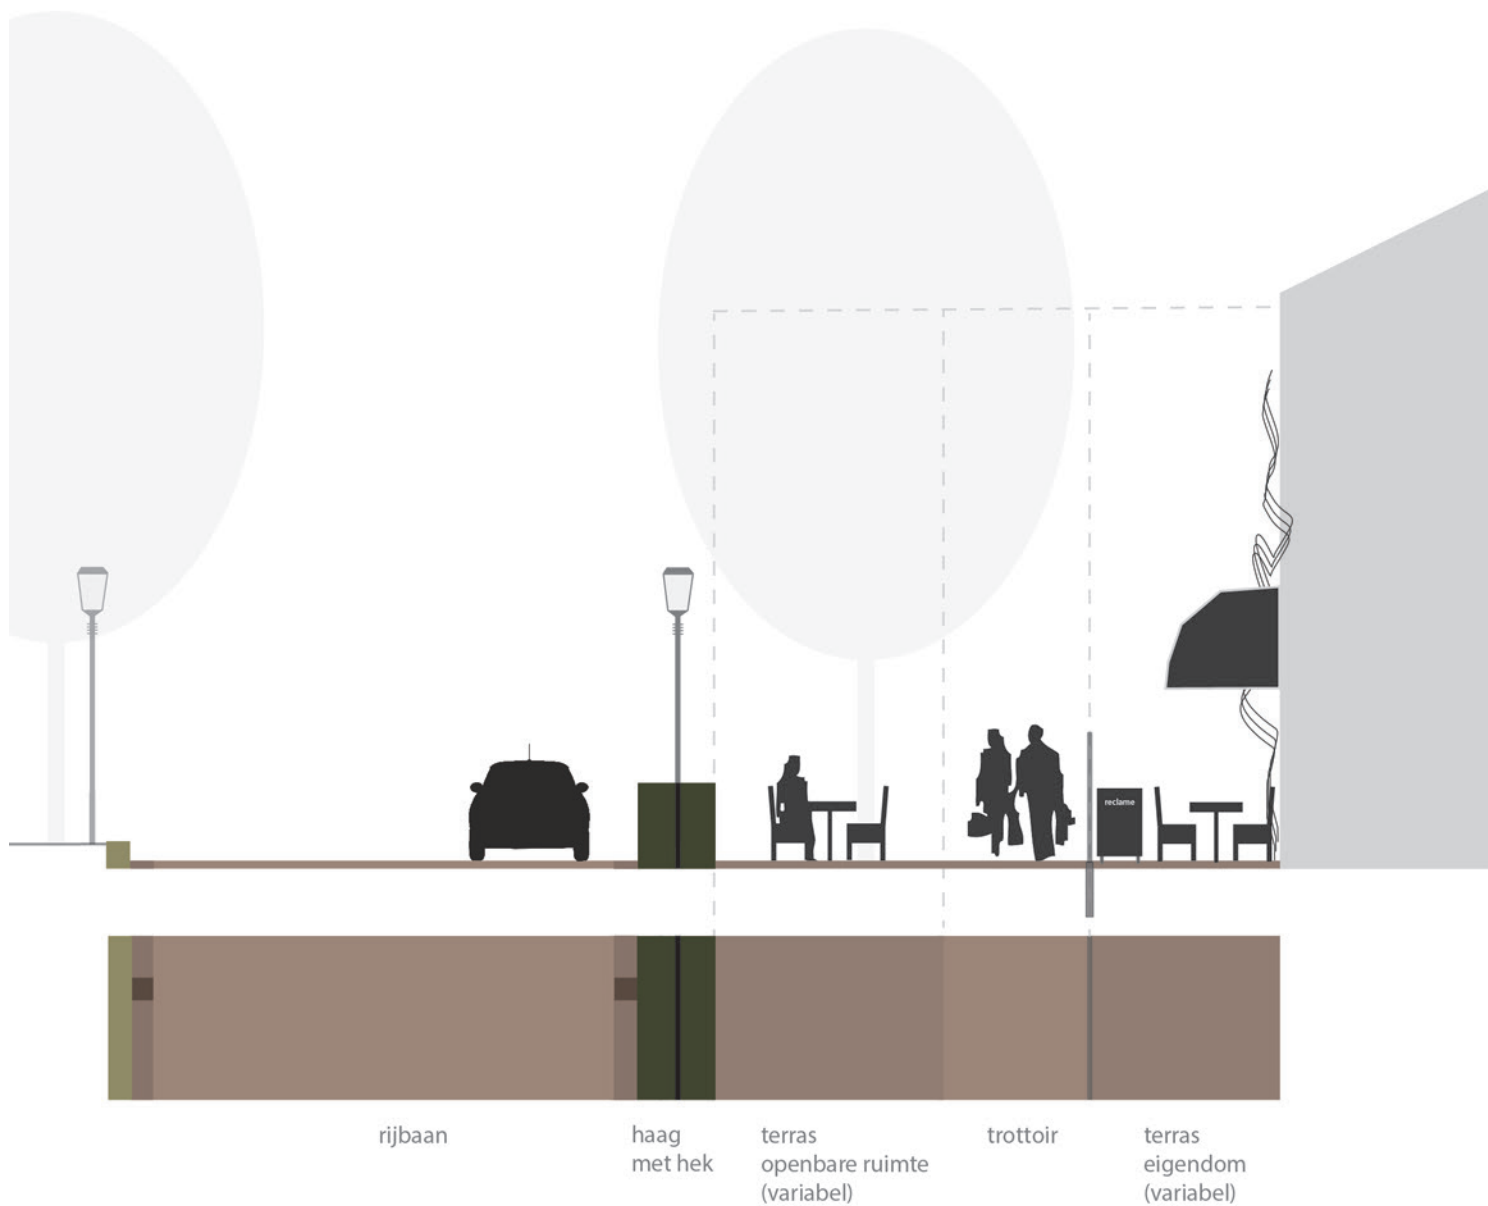 reclame
rijbaan
haag
met hek
terras
openbare ruimte
(variabel)
trottoir
terras
eigendom
(variabel)